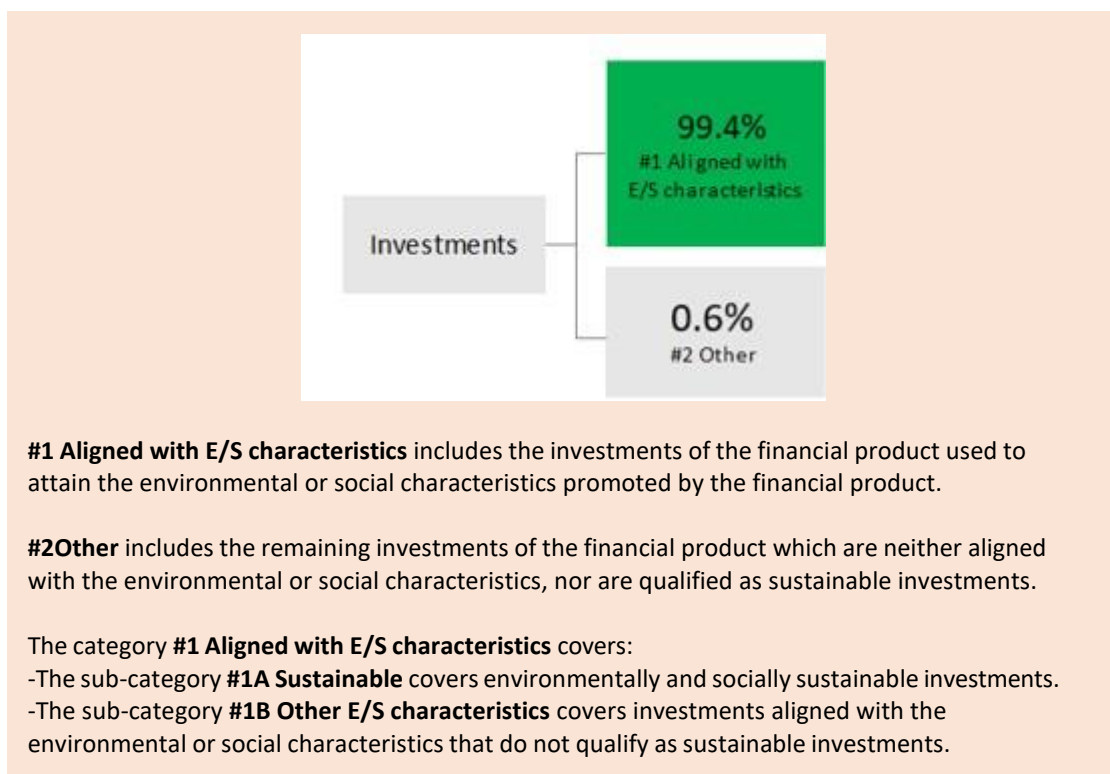 99.4%
#1 Aligned with
E/S characteristics
Investments
0.6%
#2 Other
#1 Aligned with E/S characteristics includes the investments of the financial product used to
attain the environmental or social characteristics promoted by the financial product.
#2Other includes the remaining investments of the financial product which are neither aligned
with the environmental or social characteristics, nor are qualified as sustainable investments.
The category #1 Aligned with E/S characteristics covers:
-The sub-category #1A Sustainable covers environmentally and socially sustainable investments.
-The sub-category #1B Other E/S characteristics covers investments aligned with the
environmental or social characteristics that do not qualify as sustainable investments.